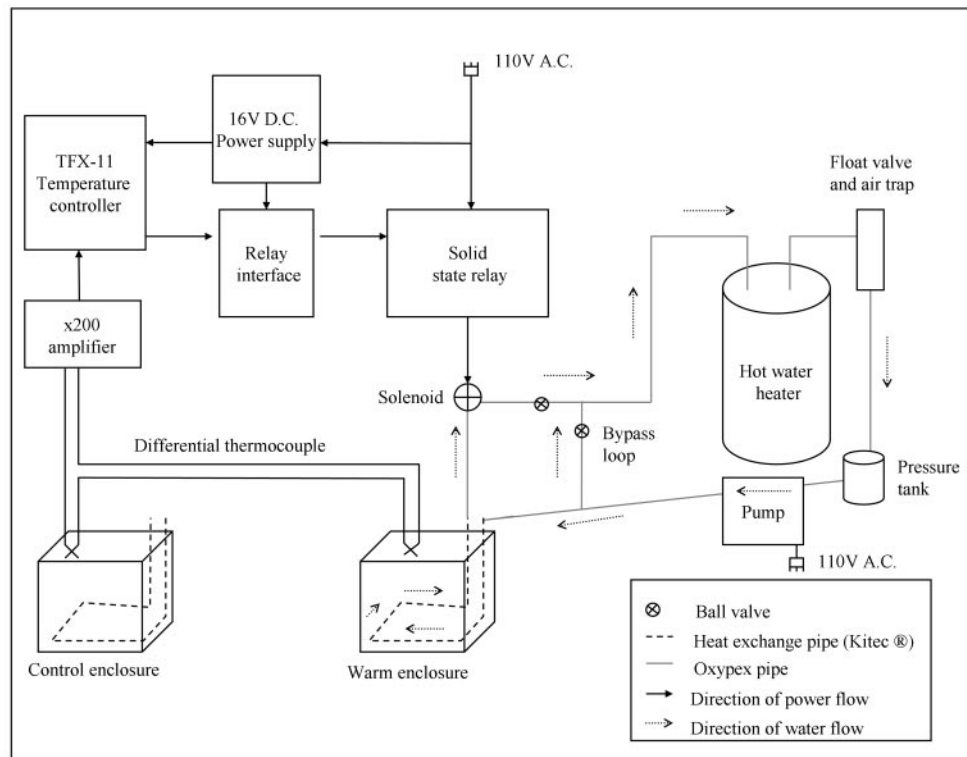 110V A.C.
16V D.C.
Power supply
TFX-11
Temperature
controller
Float valve
and air trap
Relay
interface
Solid
state relay
x200
amplifier
Hot water
heater
Solenoid
Bypass
loop
Differential thermocouple
Pressure
tank
Pump
110V A.C.
Control enclosure
Warm enclosure
Ball valve
Heat exchange pipe (Kitec ®)
Oxypex pipe
Direction of power flow
Direction of water flow